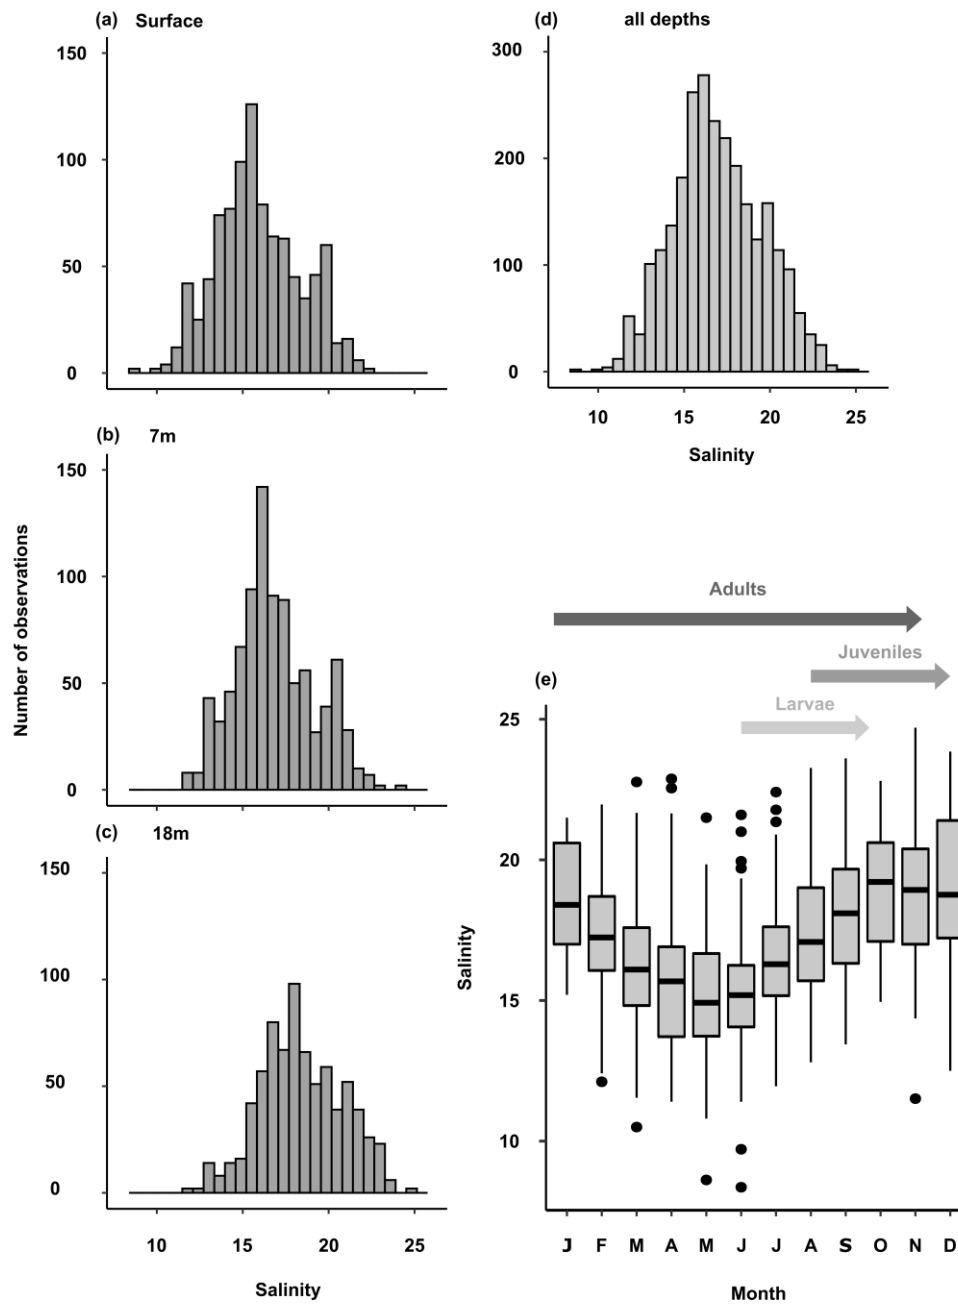 (a) Surface
150
100
50
0
(b) 7m
150
100
50
0
(c) 18m
150
100
50
0
10 15 20 25
Salinity
Number of observations
(d) all depths
300
200
100
0
10 15 20 25
Salinity
Adults
Juveniles
(e)
Larvae
25
20
15
10
Salinity
J F M A M J J A S O N D
Month